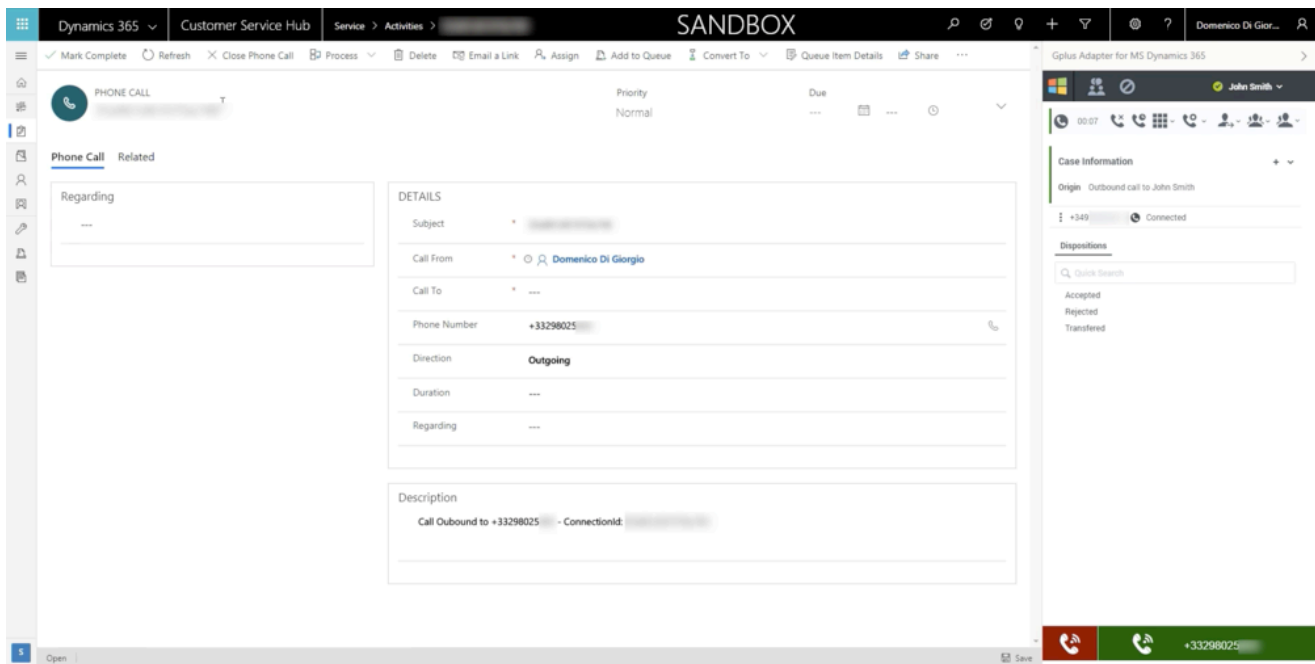 Dynamics 365
Customer Service Hub
Service > Activities >
SANDBOX
Domenico Di Gior...
Mark Complete
Refresh
Close Phone Call
Process
Delete
Email a Link
Assign
Add to Queue
Convert To
Queue Item Details
Share
...
Gplus Adapter for MS Dynamics 365
PHONE CALL
Priority
Normal
Due
---
---
John Smith
00:07
Phone Call
Related
Case Information
Origin Outbound call to John Smith
+349
Connected
Regarding
---
DETAILS
Subject *
Call From * Domenico Di Giorgio
Call To * ---
Phone Number +33298025
Direction Outgoing
Duration ---
Regarding ---
Dispositions
Quick Search
Accepted
Rejected
Transfered
Description
Call Oubound to +33298025 - ConnectionId:
S
Open
Save
+33298025